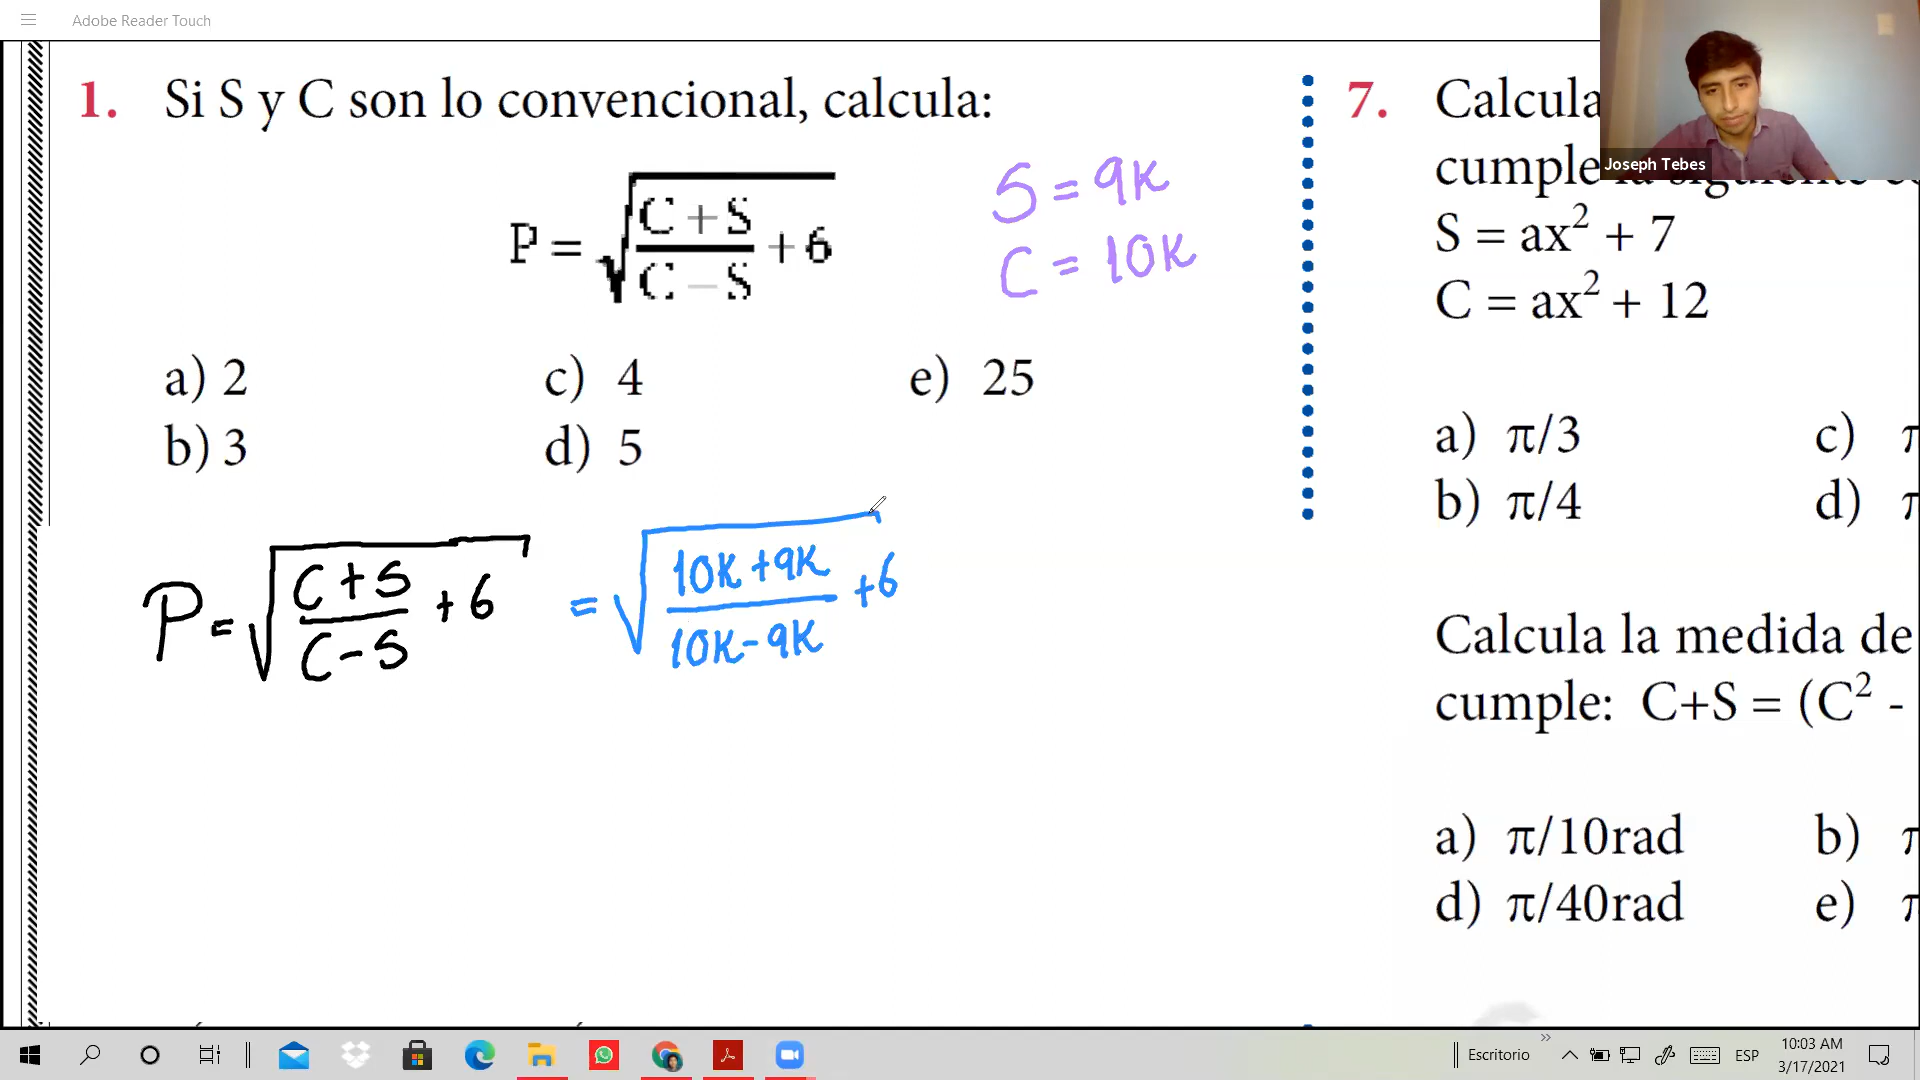 Adobe Reader Touch
1. Si S y C son lo convencional, calcula:
P = √((C + S)/(C − S) + 6)
S = 9K
C = 10K
a) 2 c) 4 e) 25
b) 3 d) 5
P = √((C+S)/(C-S) + 6) = √((10K+9K)/(10K-9K) +6)
7. Calcula
cumple la siguiente
S = ax² + 7
C = ax² + 12
a) π/3 c)
b) π/4 d)
Calcula la medida de
cumple: C+S = (C² -
a) π/10rad b)
d) π/40rad e)
Joseph Tebes
Escritorio
ESP
10:03 AM
3/17/2021